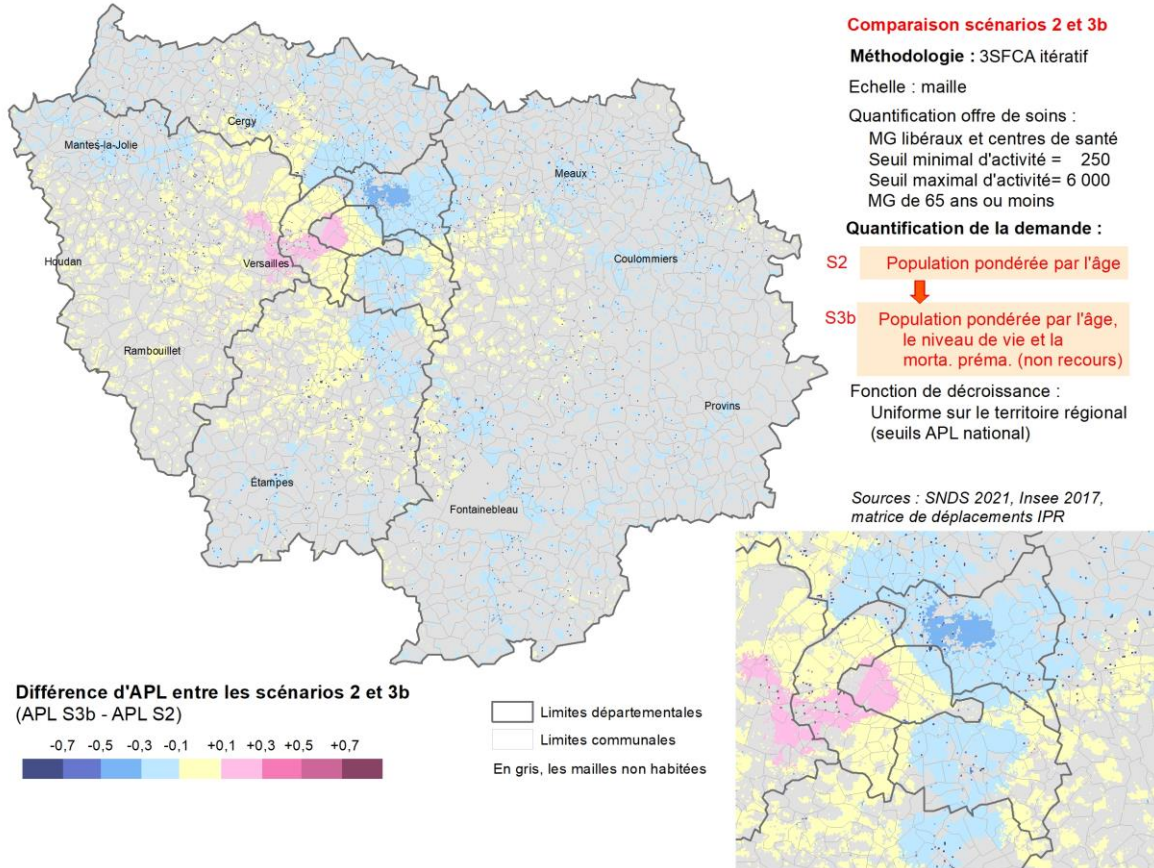 Comparaison scénarios 2 et 3b
Méthodologie : 3SFCA itératif
Echelle : maille
Quantification offre de soins :
MG libéraux et centres de santé
Seuil minimal d'activité = 250
Seuil maximal d'activité= 6 000
MG de 65 ans ou moins
Quantification de la demande :
S2 Population pondérée par l'âge
S3b Population pondérée par l'âge,
le niveau de vie et la
morta. préma. (non recours)
Fonction de décroissance :
Uniforme sur le territoire régional
(seuils APL national)
Sources : SNDS 2021, Insee 2017,
matrice de déplacements IPR
Cergy
Mantes-la-Jolie
Meaux
Houdan
Versailles
Coulommiers
Rambouillet
Provins
Étampes
Fontainebleau
Différence d'APL entre les scénarios 2 et 3b
(APL S3b - APL S2)
-0,7 -0,5 -0,3 -0,1 +0,1 +0,3 +0,5 +0,7
Limites départementales
Limites communales
En gris, les mailles non habitées